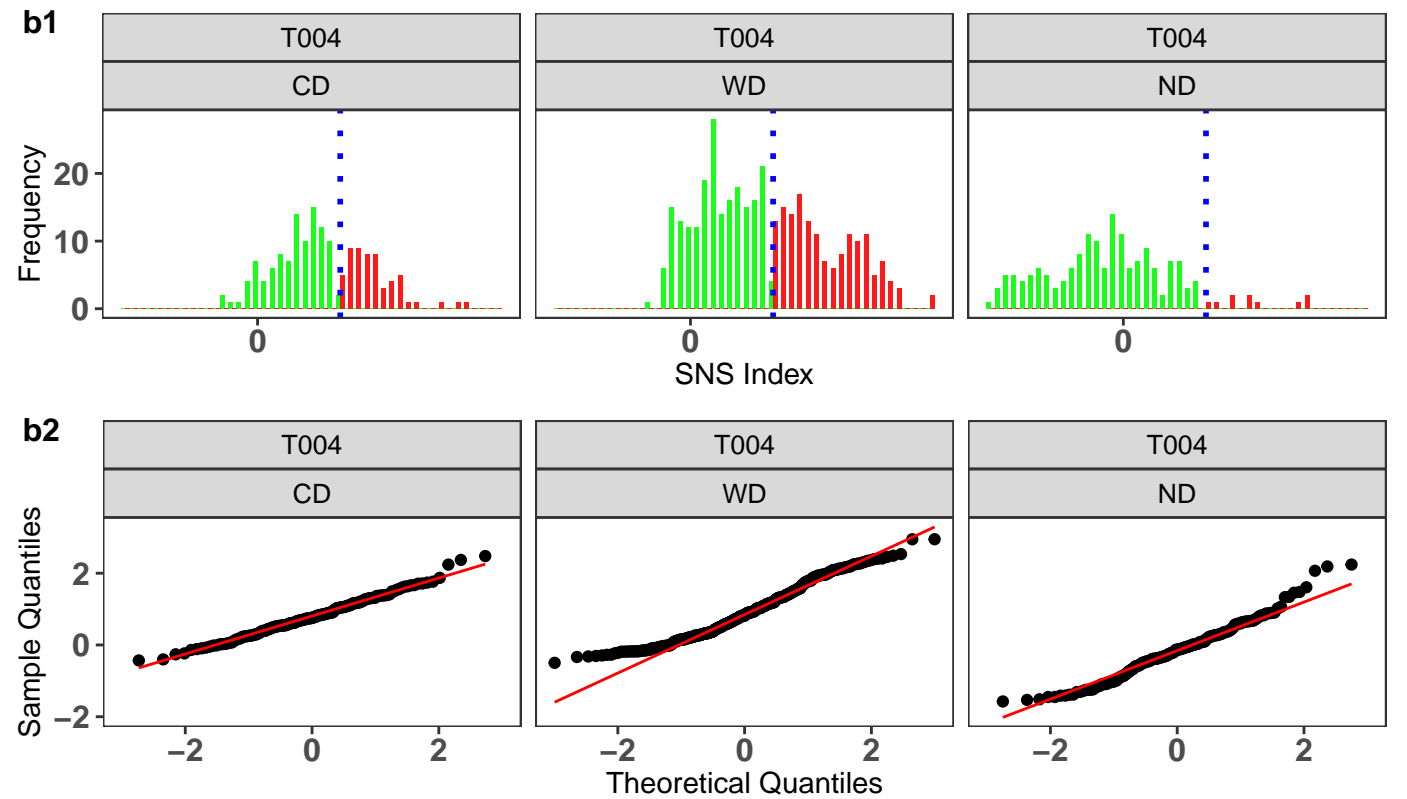 b1
T004 T004 T004
CD WD ND
Frequency
20
10
0
0 0 0
SNS Index
b2
T004 T004 T004
CD WD ND
Sample Quantiles
2
0
−2
−2 0 2 −2 0 2 −2 0 2
Theoretical Quantiles